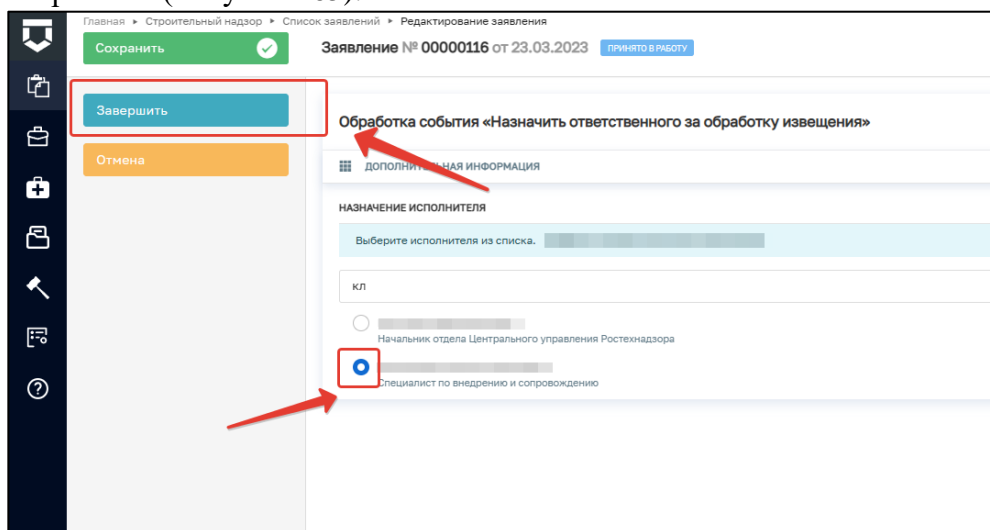 Главная ▸ Строительный надзор ▸ Список заявлений ▸ Редактирование заявления
Сохранить
Заявление № 00000116 от 23.03.2023 ПРИНЯТО В РАБОТУ
Завершить
Обработка события «Назначить ответственного за обработку извещения»
Отмена
ДОПОЛНИТЕЛЬНАЯ ИНФОРМАЦИЯ
НАЗНАЧЕНИЕ ИСПОЛНИТЕЛЯ
Выберите исполнителя из списка.
кл
Начальник отдела Центрального управления Ростехнадзора
Специалист по внедрению и сопровождению